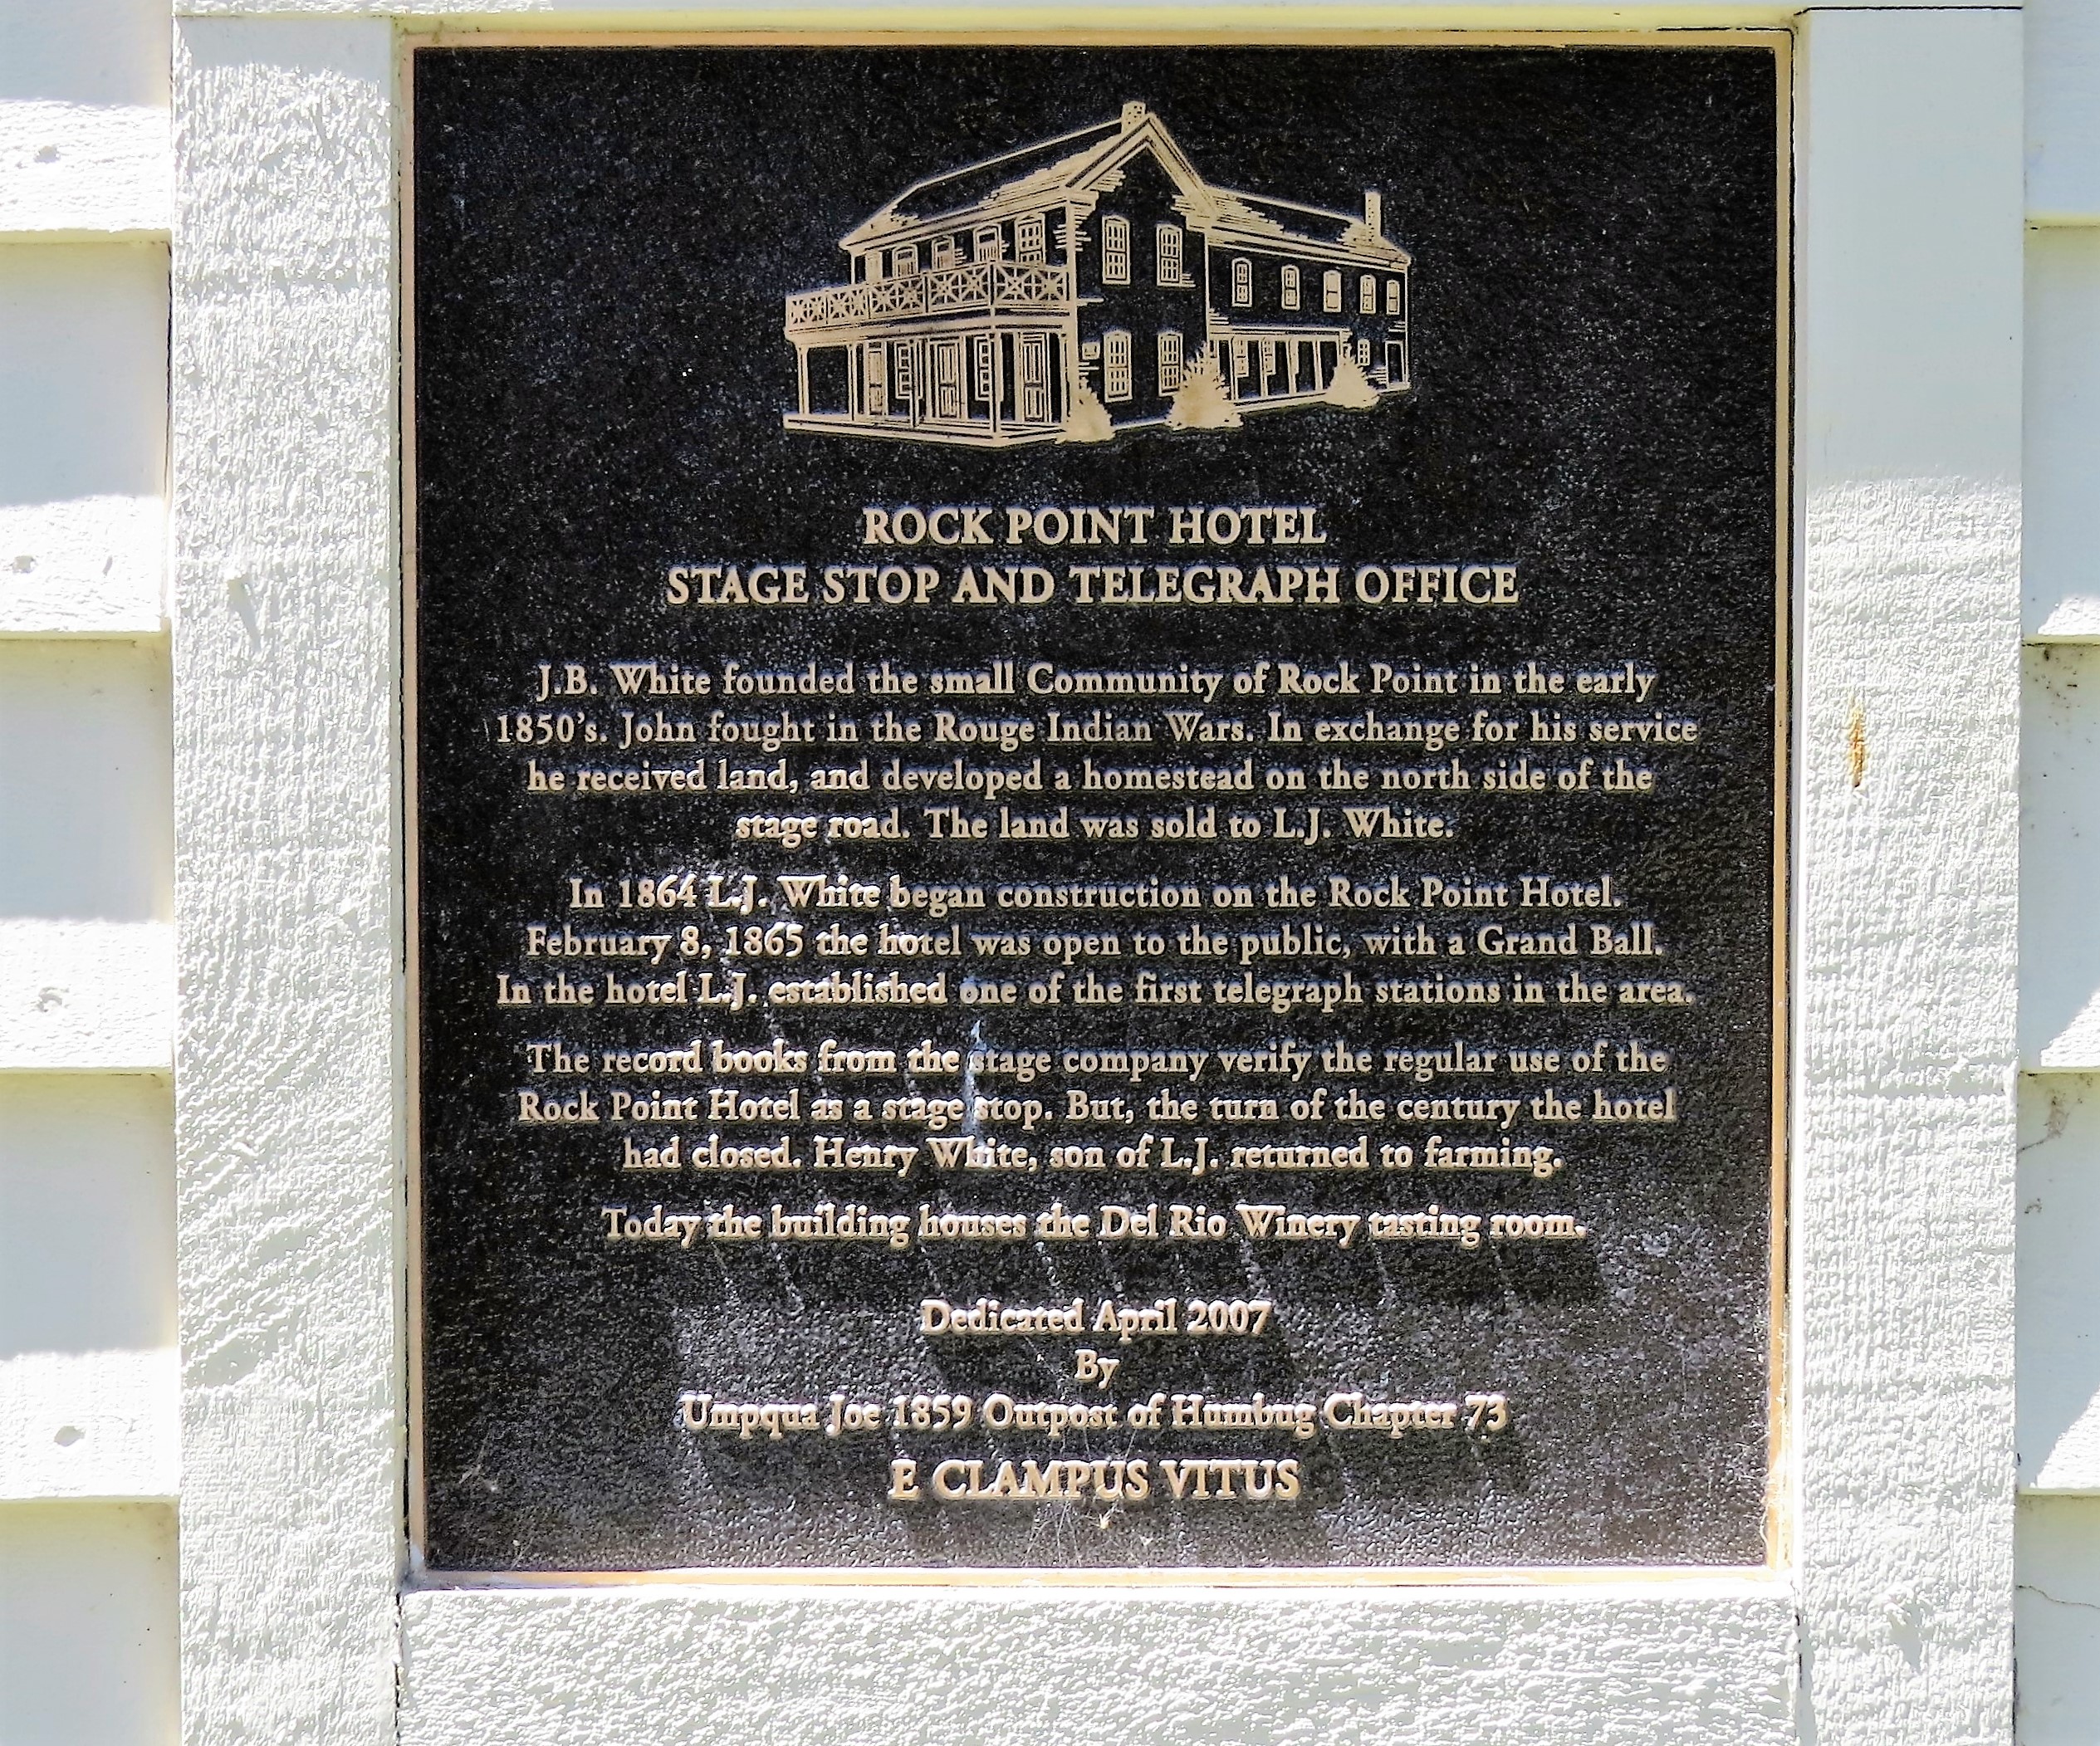 ROCK POINT HOTEL
STAGE STOP AND TELEGRAPH OFFICE
J.B. White founded the small Community of Rock Point in the early
1850's. John fought in the Rouge Indian Wars. In exchange for his service
he received land, and developed a homestead on the north side of the
stage road. The land was sold to L.J. White.
In 1864 L.J. White began construction on the Rock Point Hotel.
February 8, 1865 the hotel was open to the public, with a Grand Ball.
In the hotel L.J. established one of the first telegraph stations in the area.
The record books from the stage company verify the regular use of the
Rock Point Hotel as a stage stop. But, the turn of the century the hotel
had closed. Henry White, son of L.J. returned to farming.
Today the building houses the Del Rio Winery tasting room.
Dedicated April 2007
By
Umpqua Joe 1859 Outpost of Humbug Chapter 73
E CLAMPUS VITUS